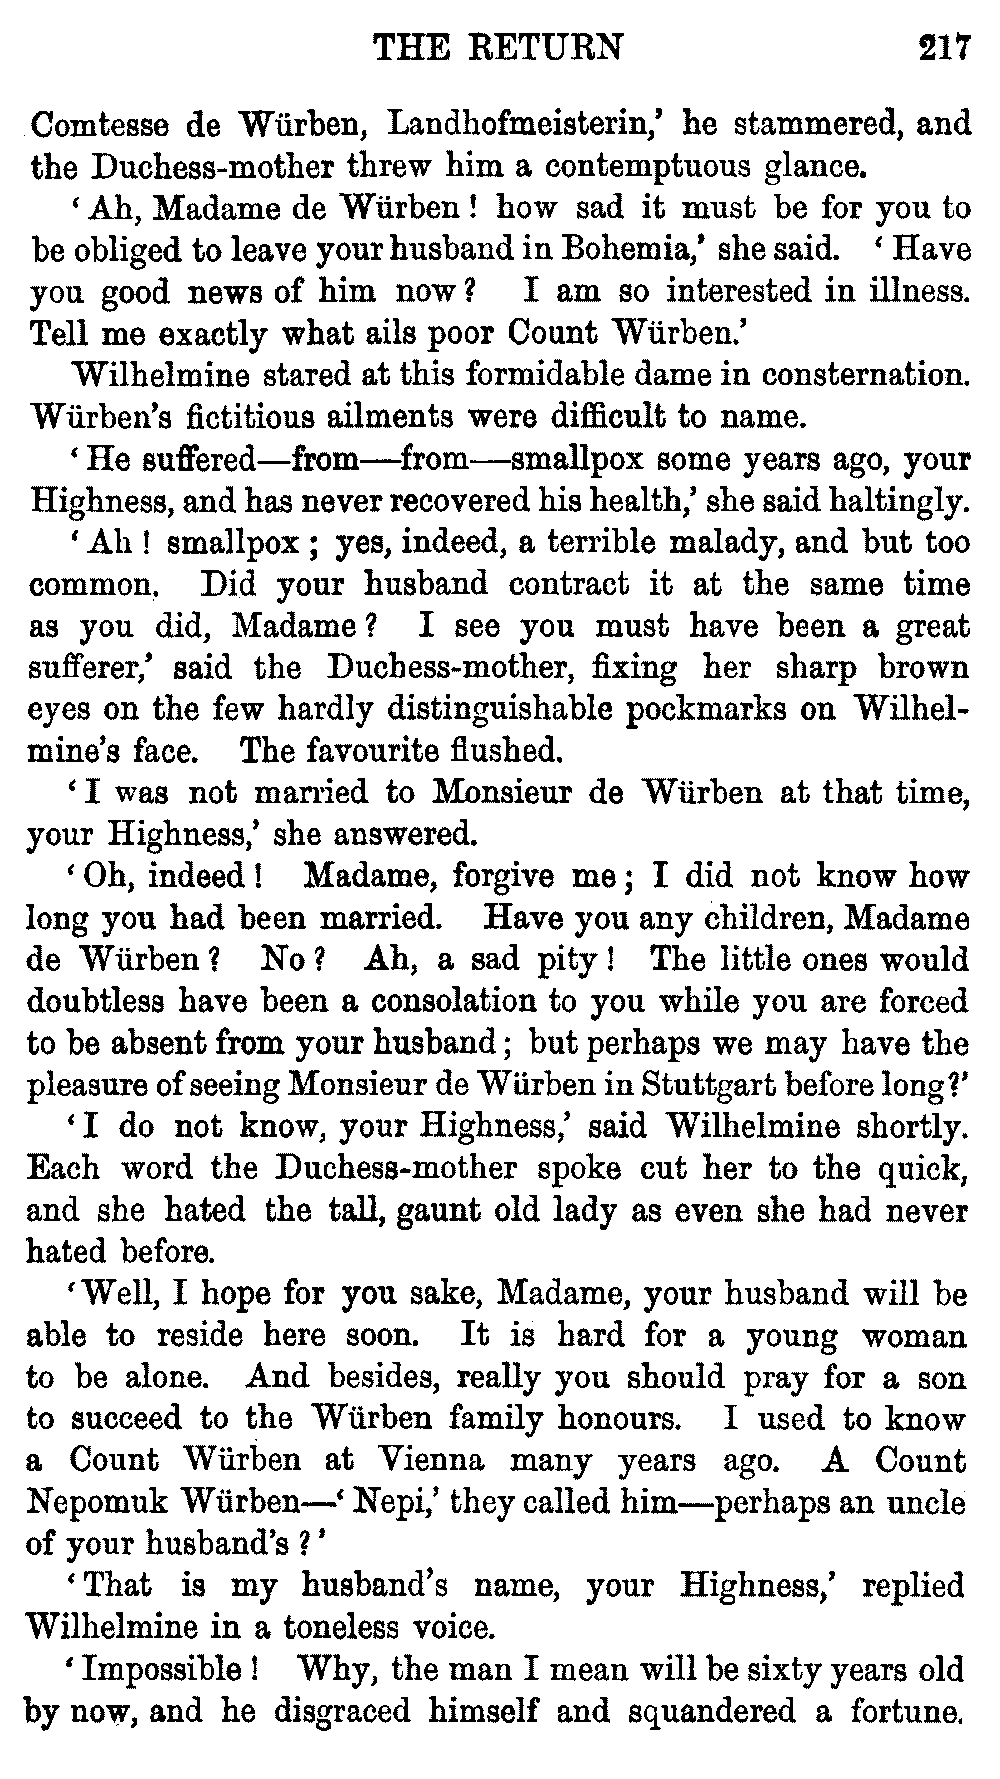 THE RETURN 217
Comtesse de Würben, Landhofmeisterin,' he stammered, and
the Duchess-mother threw him a contemptuous glance.
'Ah, Madame de Würben! how sad it must be for you to
be obliged to leave your husband in Bohemia,' she said. 'Have
you good news of him now? I am so interested in illness.
Tell me exactly what ails poor Count Würben.'
Wilhelmine stared at this formidable dame in consternation.
Würben's fictitious ailments were difficult to name.
'He suffered—from—from—smallpox some years ago, your
Highness, and has never recovered his health,' she said haltingly.
'Ah! smallpox; yes, indeed, a terrible malady, and but too
common. Did your husband contract it at the same time
as you did, Madame? I see you must have been a great
sufferer,' said the Duchess-mother, fixing her sharp brown
eyes on the few hardly distinguishable pockmarks on Wilhel-
mine's face. The favourite flushed.
'I was not married to Monsieur de Würben at that time,
your Highness,' she answered.
'Oh, indeed! Madame, forgive me; I did not know how
long you had been married. Have you any children, Madame
de Würben? No? Ah, a sad pity! The little ones would
doubtless have been a consolation to you while you are forced
to be absent from your husband; but perhaps we may have the
pleasure of seeing Monsieur de Würben in Stuttgart before long?'
'I do not know, your Highness,' said Wilhelmine shortly.
Each word the Duchess-mother spoke cut her to the quick,
and she hated the tall, gaunt old lady as even she had never
hated before.
'Well, I hope for you sake, Madame, your husband will be
able to reside here soon. It is hard for a young woman
to be alone. And besides, really you should pray for a son
to succeed to the Würben family honours. I used to know
a Count Würben at Vienna many years ago. A Count
Nepomuk Würben—'Nepi,' they called him—perhaps an uncle
of your husband's?'
'That is my husband's name, your Highness,' replied
Wilhelmine in a toneless voice.
'Impossible! Why, the man I mean will be sixty years old
by now, and he disgraced himself and squandered a fortune.